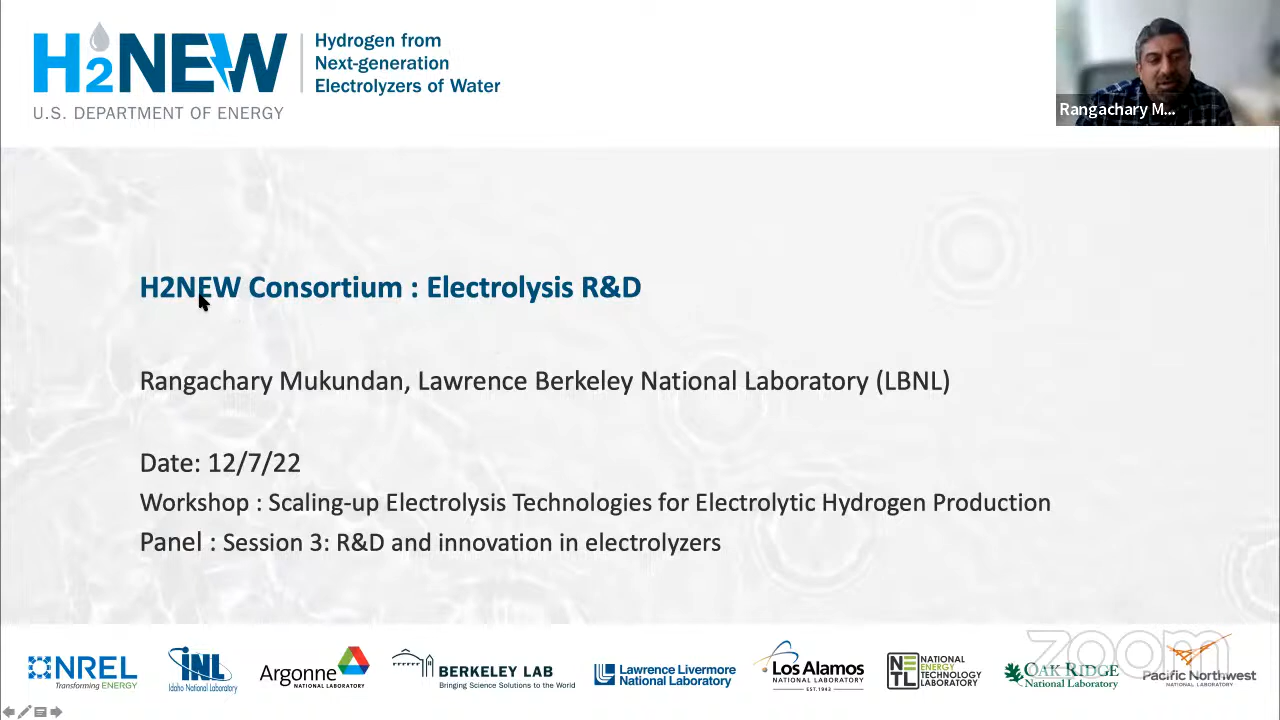 H2NEW
U.S. DEPARTMENT OF ENERGY
Hydrogen from
Next-generation
Electrolyzers of Water
Rangachary M...
H2NEW Consortium : Electrolysis R&D
Rangachary Mukundan, Lawrence Berkeley National Laboratory (LBNL)
Date: 12/7/22
Workshop : Scaling-up Electrolysis Technologies for Electrolytic Hydrogen Production
Panel : Session 3: R&D and innovation in electrolyzers
zoom
NREL
Transforming ENERGY
INL
Idaho National Laboratory
Argonne
NATIONAL LABORATORY
BERKELEY LAB
Bringing Science Solutions to the World
Lawrence Livermore
National Laboratory
Los Alamos
NATIONAL LABORATORY
EST. 1943
NE
TL
NATIONAL
ENERGY
TECHNOLOGY
LABORATORY
OAK RIDGE
National Laboratory
Pacific Northwest
NATIONAL LABORATORY